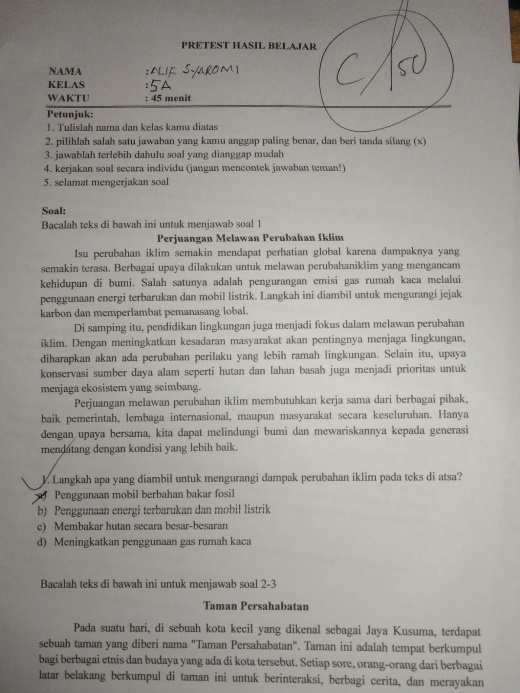 PRETEST HASIL BELAJAR
C/50
NAMA : ALIF SYAROMI
KELAS : 5A
WAKTU : 45 menit
Petunjuk:
1. Tulislah nama dan kelas kamu diatas
2. pilihlah salah satu jawaban yang kamu anggap paling benar, dan beri tanda silang (x)
3. jawablah terlebih dahulu soal yang dianggap mudah
4. kerjakan soal secara individu (jangan mencontek jawaban teman!)
5. selamat mengerjakan soal
Soal:
Bacalah teks di bawah ini untuk menjawab soal 1
Perjuangan Melawan Perubahan Iklim
Isu perubahan iklim semakin mendapat perhatian global karena dampaknya yang
semakin terasa. Berbagai upaya dilakukan untuk melawan perubahaniklim yang mengancam
kehidupan di bumi. Salah satunya adalah pengurangan emisi gas rumah kaca melalui
penggunaan energi terbarukan dan mobil listrik. Langkah ini diambil untuk mengurangi jejak
karbon dan memperlambat pemanasang lobal.
Di samping itu, pendidikan lingkungan juga menjadi fokus dalam melawan perubahan
iklim. Dengan meningkatkan kesadaran masyarakat akan pentingnya menjaga lingkungan,
diharapkan akan ada perubahan perilaku yang lebih ramah lingkungan. Selain itu, upaya
konservasi sumber daya alam seperti hutan dan lahan basah juga menjadi prioritas untuk
menjaga ekosistem yang seimbang.
Perjuangan melawan perubahan iklim membutuhkan kerja sama dari berbagai pihak,
baik pemerintah, lembaga internasional, maupun masyarakat secara keseluruhan. Hanya
dengan upaya bersama, kita dapat melindungi bumi dan mewariskannya kepada generasi
mendatang dengan kondisi yang lebih baik.
1. Langkah apa yang diambil untuk mengurangi dampak perubahan iklim pada teks di atsa?
a) Penggunaan mobil berbahan bakar fosil
b) Penggunaan energi terbarukan dan mobil listrik
c) Membakar hutan secara besar-besaran
d) Meningkatkan penggunaan gas rumah kaca
Bacalah teks di bawah ini untuk menjawab soal 2-3
Taman Persahabatan
Pada suatu hari, di sebuah kota kecil yang dikenal sebagai Jaya Kusuma, terdapat
sebuah taman yang diberi nama "Taman Persahabatan". Taman ini adalah tempat berkumpul
bagi berbagai etnis dan budaya yang ada di kota tersebut. Setiap sore, orang-orang dari berbagai
latar belakang berkumpul di taman ini untuk berinteraksi, berbagi cerita, dan merayakan